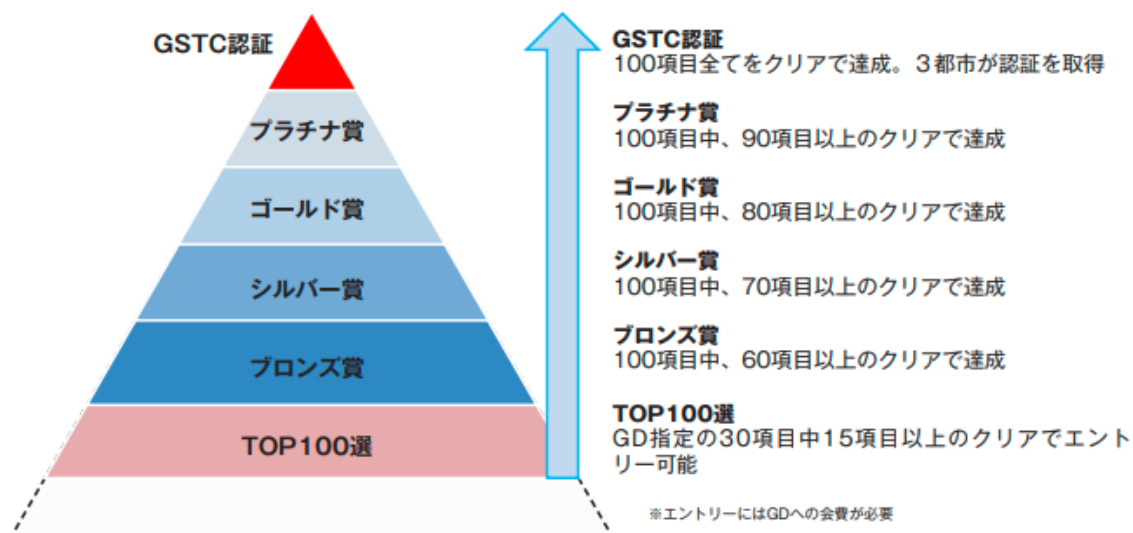 GSTC認証
プラチナ賞
ゴールド賞
シルバー賞
ブロンズ賞
TOP100選
GSTC認証
100項目全てをクリアで達成。３都市が認証を取得
プラチナ賞
100項目中、90項目以上のクリアで達成
ゴールド賞
100項目中、80項目以上のクリアで達成
シルバー賞
100項目中、70項目以上のクリアで達成
ブロンズ賞
100項目中、60項目以上のクリアで達成
TOP100選
GD指定の30項目中15項目以上のクリアでエント
リー可能
※エントリーにはGDへの会費が必要